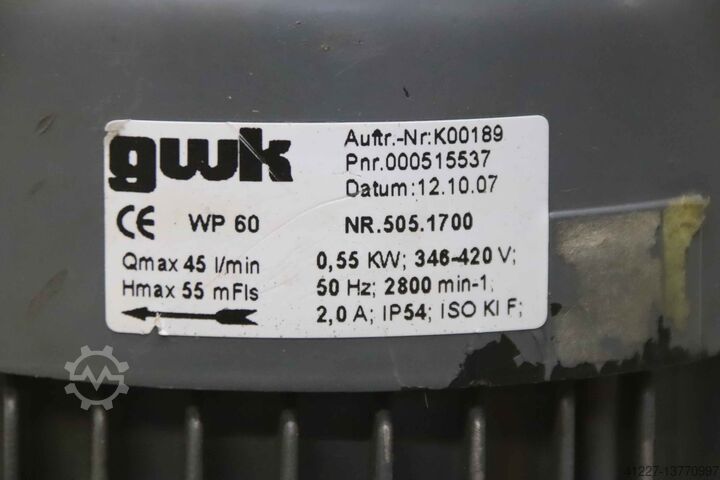 gwk
Auftr.-Nr:K00189
Pnr.000515537
Datum:12.10.07
CE WP 60 NR.505.1700
Qmax 45 l/min 0,55 KW; 346-420 V;
Hmax 55 mFls 50 Hz; 2800 min-1;
2,0 A; IP54; ISO Kl F;
41227-13770997